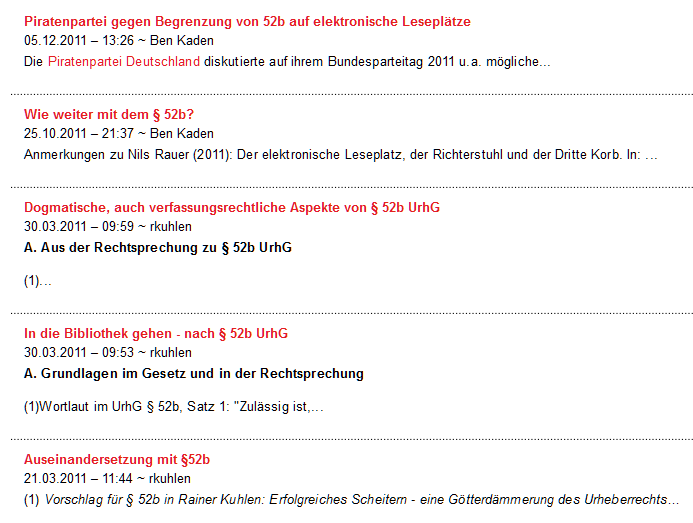 Piratenpartei gegen Begrenzung von 52b auf elektronische Leseplätze
05.12.2011 – 13:26 ~ Ben Kaden
Die Piratenpartei Deutschland diskutierte auf ihrem Bundesparteitag 2011 u.a. mögliche...
Wie weiter mit dem § 52b?
25.10.2011 – 21:37 ~ Ben Kaden
Anmerkungen zu Nils Rauer (2011): Der elektronische Leseplatz, der Richterstuhl und der Dritte Korb. In: ...
Dogmatische, auch verfassungsrechtliche Aspekte von § 52b UrhG
30.03.2011 – 09:59 ~ rkuhlen
A. Aus der Rechtsprechung zu § 52b UrhG
(1)...
In die Bibliothek gehen - nach § 52b UrhG
30.03.2011 – 09:53 ~ rkuhlen
A. Grundlagen im Gesetz und in der Rechtsprechung
(1)Wortlaut im UrhG § 52b, Satz 1: "Zulässig ist,...
Auseinandersetzung mit §52b
21.03.2011 – 11:44 ~ rkuhlen
(1) Vorschlag für § 52b in Rainer Kuhlen: Erfolgreiches Scheitern - eine Götterdämmerung des Urheberrechts...